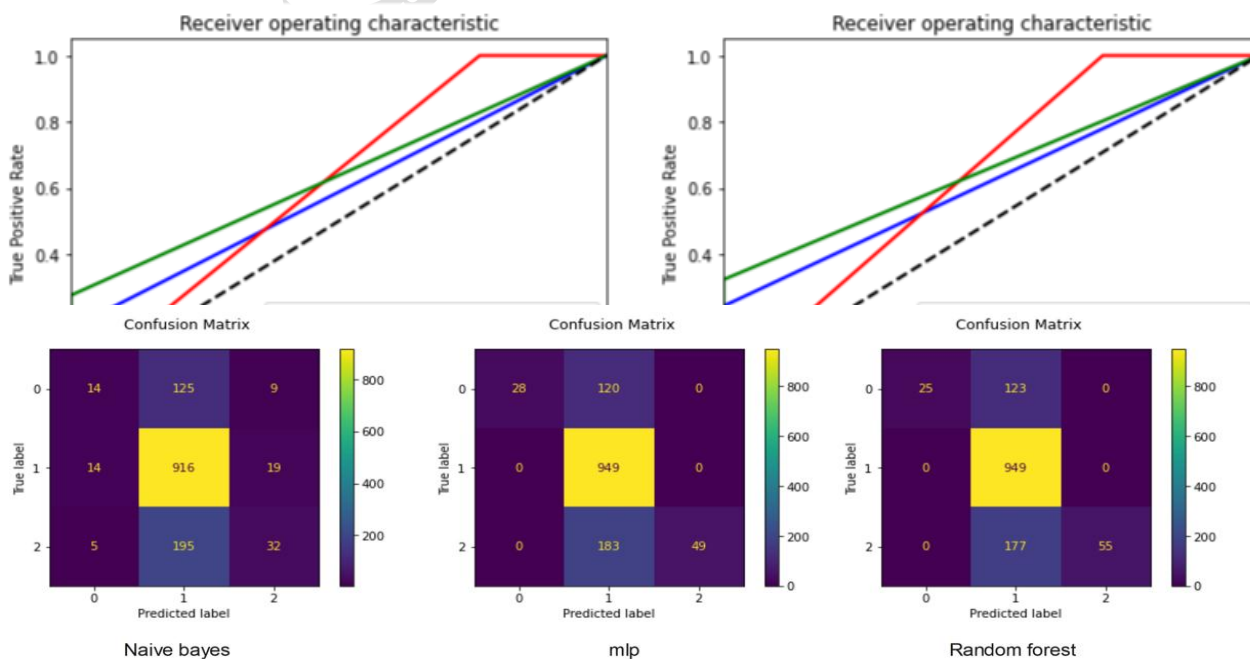 Receiver operating characteristic
1.0
0.8
0.6
0.4
True Positive Rate
Receiver operating characteristic
1.0
0.8
0.6
0.4
True Positive Rate
Confusion Matrix
0
1
2
True label
14 125 9
14 916 19
5 195 32
0 1 2
Predicted label
800
600
400
200
Naive bayes
Confusion Matrix
0
1
2
True label
28 120 0
0 949 0
0 183 49
0 1 2
Predicted label
800
600
400
200
0
mlp
Confusion Matrix
0
1
2
True label
25 123 0
0 949 0
0 177 55
0 1 2
Predicted label
800
600
400
200
0
Random forest